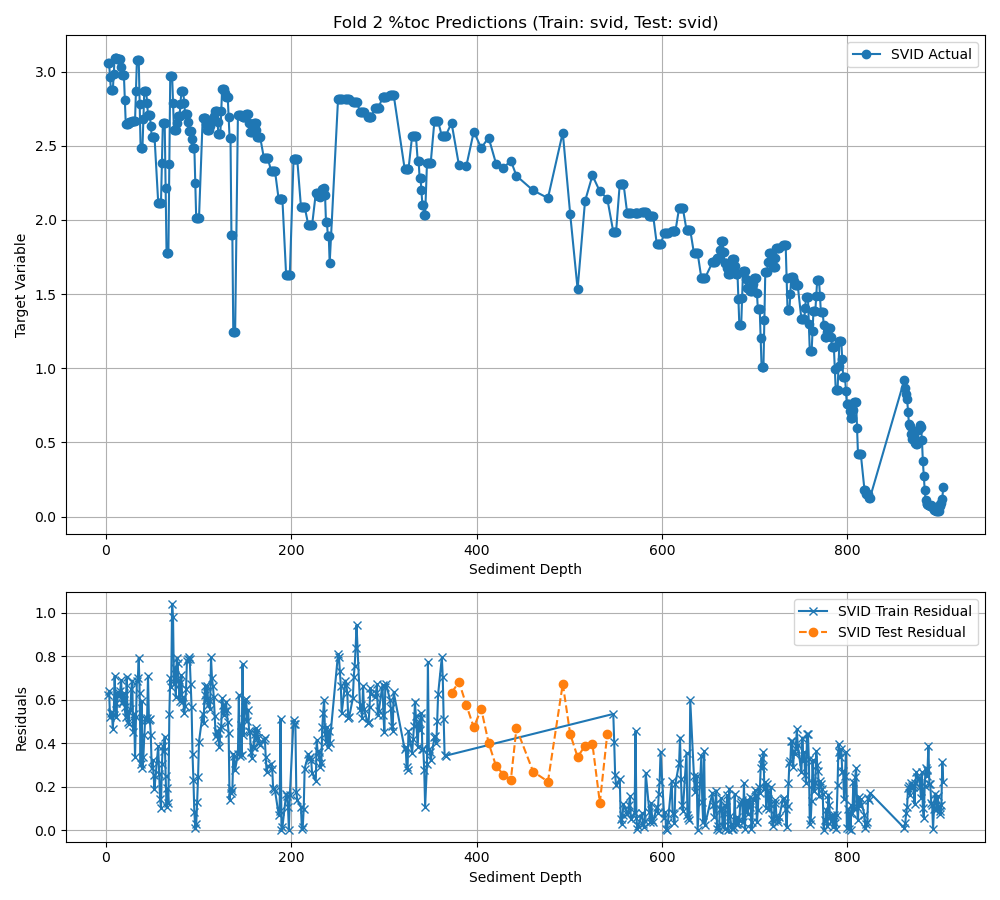 Fold 2 %toc Predictions (Train: svid, Test: svid)
SVID Actual
Target Variable
3.0
2.5
2.0
1.5
1.0
0.5
0.0
0 200 400 600 800
Sediment Depth
SVID Train Residual
SVID Test Residual
Residuals
1.0
0.8
0.6
0.4
0.2
0.0
0 200 400 600 800
Sediment Depth